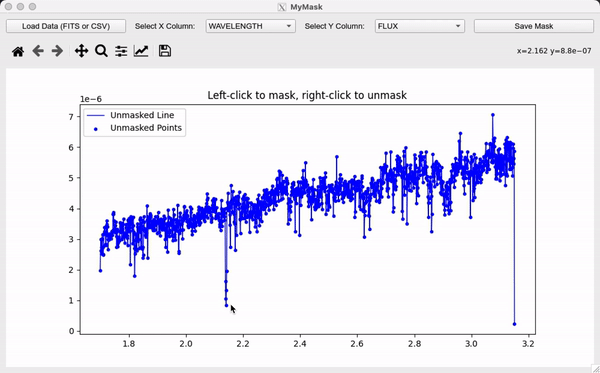 MyMask
Load Data (FITS or CSV) Select X Column: WAVELENGTH Select Y Column: FLUX Save Mask
x=2.162 y=8.8e−07
Left-click to mask, right-click to unmask
1e−6
Unmasked Line
Unmasked Points
7
6
5
4
3
2
1
0
1.8 2.0 2.2 2.4 2.6 2.8 3.0 3.2